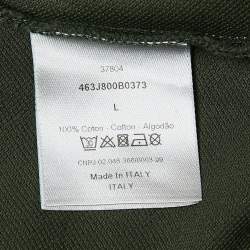 37804
463J800B0373
L
100% Coton - Cotton - Algodão
Made in ITALY
ITALY